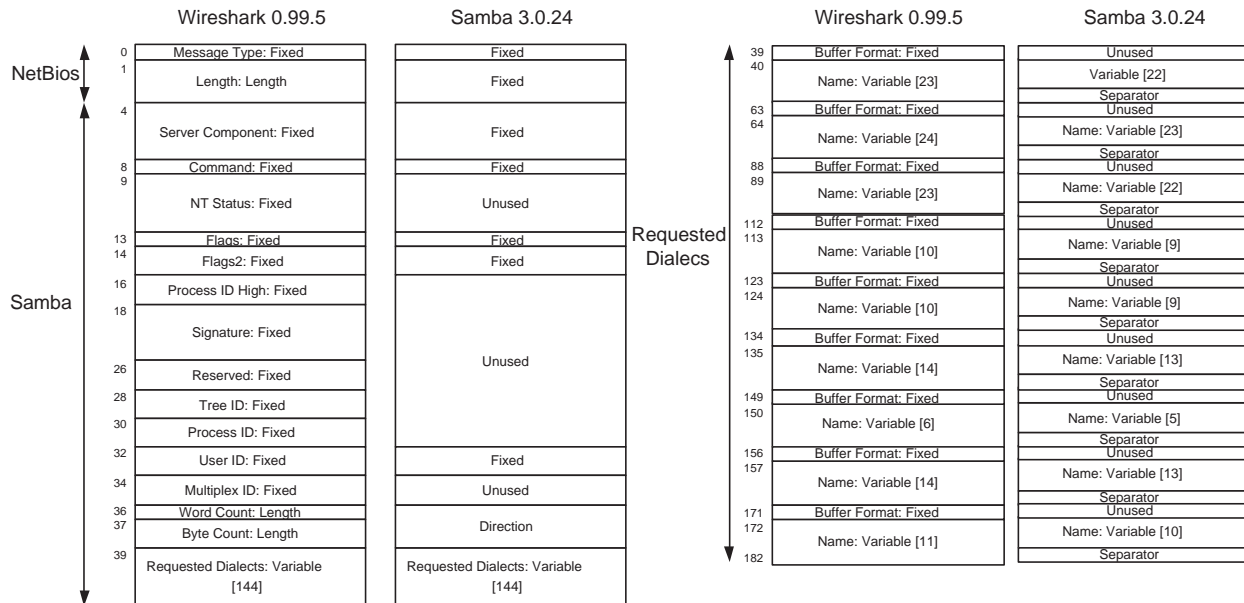 Wireshark 0.99.5
Samba 3.0.24
NetBios
Samba
0
Message Type: Fixed
Fixed
1
Length: Length
Fixed
4
Server Component: Fixed
Fixed
8
Command: Fixed
Fixed
9
NT Status: Fixed
Unused
13
Flags: Fixed
Fixed
14
Flags2: Fixed
Fixed
16
Process ID High: Fixed
18
Signature: Fixed
Unused
26
Reserved: Fixed
28
Tree ID: Fixed
30
Process ID: Fixed
32
User ID: Fixed
Fixed
34
Multiplex ID: Fixed
Unused
36
Word Count: Length
37
Byte Count: Length
Direction
39
Requested Dialects: Variable
[144]
Requested Dialects: Variable
[144]
Wireshark 0.99.5
Samba 3.0.24
Requested
Dialecs
39
Buffer Format: Fixed
Unused
40
Name: Variable [23]
Variable [22]
Separator
63
Buffer Format: Fixed
Unused
64
Name: Variable [24]
Name: Variable [23]
Separator
88
Buffer Format: Fixed
Unused
89
Name: Variable [23]
Name: Variable [22]
Separator
112
Buffer Format: Fixed
Unused
113
Name: Variable [10]
Name: Variable [9]
Separator
123
Buffer Format: Fixed
Unused
124
Name: Variable [10]
Name: Variable [9]
Separator
134
Buffer Format: Fixed
Unused
135
Name: Variable [14]
Name: Variable [13]
Separator
149
Buffer Format: Fixed
Unused
150
Name: Variable [6]
Name: Variable [5]
Separator
156
Buffer Format: Fixed
Unused
157
Name: Variable [14]
Name: Variable [13]
Separator
171
Buffer Format: Fixed
Unused
172
Name: Variable [11]
Name: Variable [10]
Separator
182